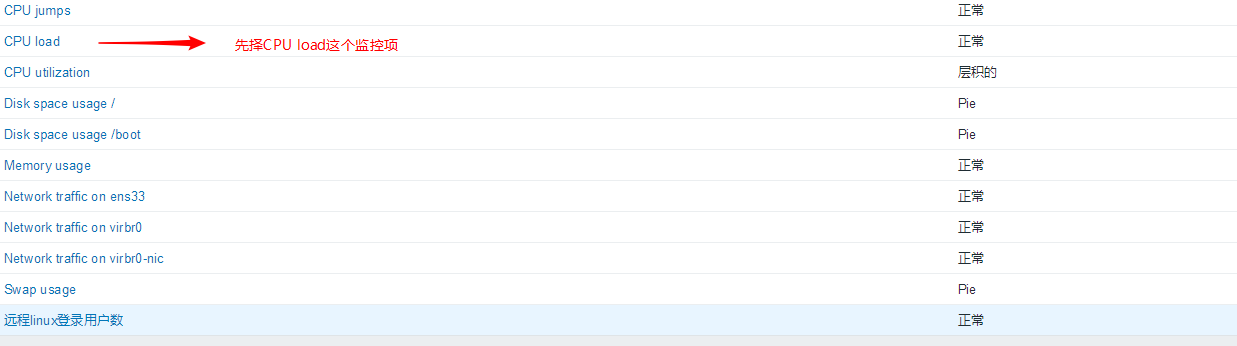 CPU jumps 正常
CPU load 先择CPU load这个监控项 正常
CPU utilization 层积的
Disk space usage / Pie
Disk space usage /boot Pie
Memory usage 正常
Network traffic on ens33 正常
Network traffic on virbr0 正常
Network traffic on virbr0-nic 正常
Swap usage Pie
远程linux登录用户数 正常